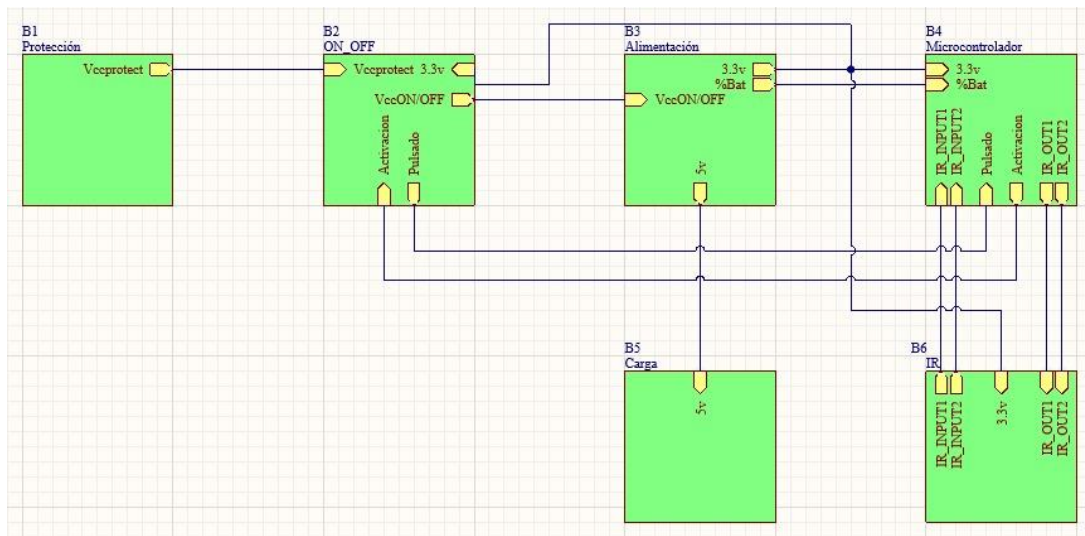 B1
Protección
Vccprotect
B2
ON_OFF
Vccprotect 3.3v
VccON/OFF
Activacion
Pulsado
B3
Alimentación
3.3v
%Bat
VccON/OFF
5v
B4
Microcontrolador
3.3v
%Bat
IR_INPUT1
IR_INPUT2
Pulsado
Activacion
IR_OUT1
IR_OUT2
B5
Carga
5v
B6
IR
IR_INPUT1
IR_INPUT2
3.3v
IR_OUT1
IR_OUT2